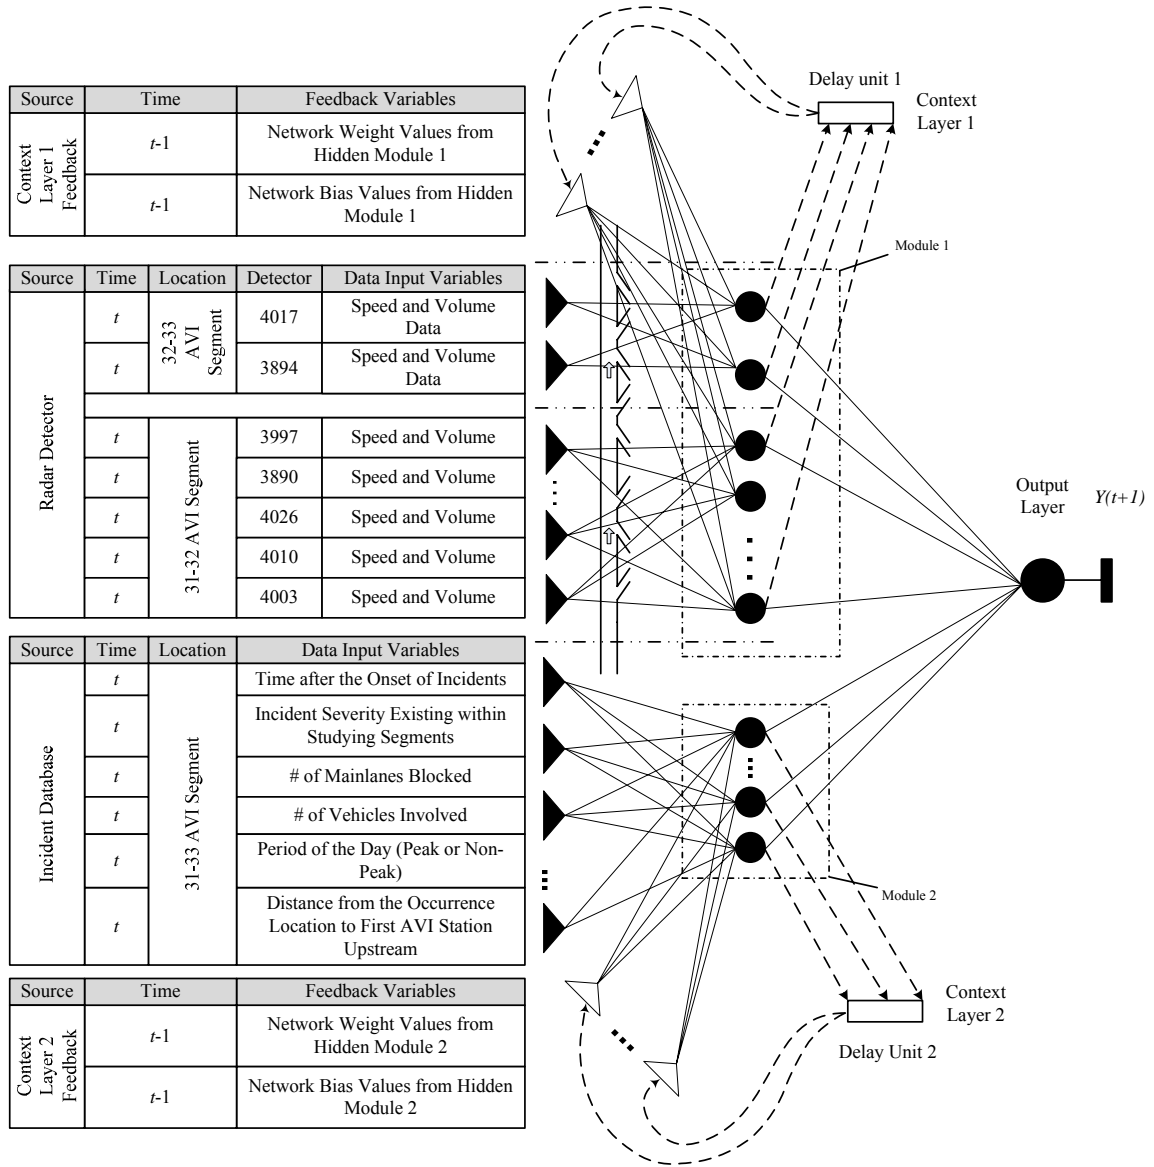 Source Time Feedback Variables
Context
Layer 1
Feedback
t-1
Network Weight Values from
Hidden Module 1
t-1
Network Bias Values from Hidden
Module 1
Source Time Location Detector Data Input Variables
Radar Detector
32-33
AVI
Segment
t 4017 Speed and Volume
Data
t 3894 Speed and Volume
Data
31-32 AVI Segment
t 3997 Speed and Volume
t 3890 Speed and Volume
t 4026 Speed and Volume
t 4010 Speed and Volume
t 4003 Speed and Volume
Source Time Location Data Input Variables
Incident Database
31-33 AVI Segment
t Time after the Onset of Incidents
t Incident Severity Existing within
Studying Segments
t # of Mainlanes Blocked
t # of Vehicles Involved
t Period of the Day (Peak or Non-
Peak)
t Distance from the Occurrence
Location to First AVI Station
Upstream
Source Time Feedback Variables
Context
Layer 2
Feedback
t-1
Network Weight Values from
Hidden Module 2
t-1
Network Bias Values from Hidden
Module 2
Delay unit 1
Context
Layer 1
Module 1
Output
Layer
Y(t+1)
Module 2
Context
Layer 2
Delay Unit 2